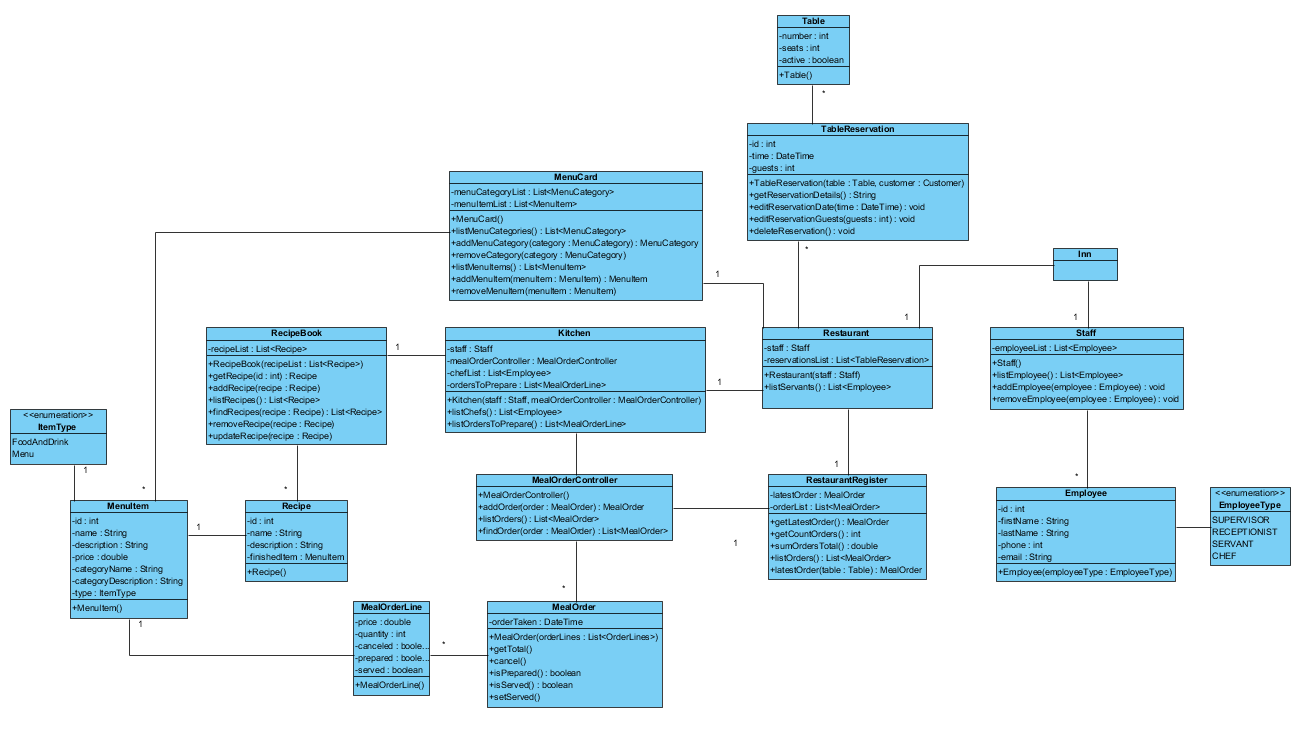 Table
-number : int
-seats : int
-active : boolean
+Table()
*
TableReservation
-id : int
-time : DateTime
-guests : int
+TableReservation(table : Table, customer : Customer)
+getReservationDetails() : String
+editReservationDate(time : DateTime) : void
+editReservationGuests(guests : int) : void
+deleteReservation() : void
*
MenuCard
-menuCategoryList : List<MenuCategory>
-menuItemList : List<MenuItem>
+MenuCard()
+listMenuCategories() : List<MenuCategory>
+addMenuCategory(category : MenuCategory) : MenuCategory
+removeCategory(category : MenuCategory)
+listMenuItems() : List<MenuItem>
+addMenuItem(menuItem : MenuItem) : MenuItem
+removeMenuItem(menuItem : MenuItem)
1
Inn
1
1
RecipeBook
-recipeList : List<Recipe>
+RecipeBook(recipeList : List<Recipe>)
+getRecipe(id : int) : Recipe
+addRecipe(recipe : Recipe)
+listRecipes() : List<Recipe>
+findRecipes(recipe : Recipe) : List<Recipe>
+removeRecipe(recipe : Recipe)
+updateRecipe(recipe : Recipe)
1
Kitchen
-staff : Staff
-mealOrderController : MealOrderController
-chefList : List<Employee>
-ordersToPrepare : List<MealOrderLine>
+Kitchen(staff : Staff, mealOrderController : MealOrderController)
+listChefs() : List<Employee>
+listOrdersToPrepare() : List<MealOrderLine>
1
Restaurant
-staff : Staff
-reservationsList : List<TableReservation>
+Restaurant(staff : Staff)
+listServants() : List<Employee>
Staff
-employeeList : List<Employee>
+Staff()
+listEmployee() : List<Employee>
+addEmployee(employee : Employee) : void
+removeEmployee(employee : Employee) : void
<<enumeration>>
ItemType
FoodAndDrink
Menu
1
*
*
1
*
MenuItem
-id : int
-name : String
-description : String
-price : double
-categoryName : String
-categoryDescription : String
-type : ItemType
+MenuItem()
1
Recipe
-id : int
-name : String
-description : String
-finishedItem : MenuItem
+Recipe()
MealOrderController
+MealOrderController()
+addOrder(order : MealOrder) : MealOrder
+listOrders() : List<MealOrder>
+findOrder(order : MealOrder) : List<MealOrder>
1
RestaurantRegister
-latestOrder : MealOrder
-orderList : List<MealOrder>
+getLatestOrder() : MealOrder
+getCountOrders() : int
+sumOrdersTotal() : double
+listOrders() : List<MealOrder>
+latestOrder(table : Table) : MealOrder
Employee
-id : int
-firstName : String
-lastName : String
-phone : int
-email : String
+Employee(employeeType : EmployeeType)
<<enumeration>>
EmployeeType
SUPERVISOR
RECEPTIONIST
SERVANT
CHEF
*
1
MealOrderLine
-price : double
-quantity : int
-canceled : boole...
-prepared : boole...
-served : boolean
+MealOrderLine()
*
MealOrder
-orderTaken : DateTime
+MealOrder(orderLines : List<OrderLines>)
+getTotal()
+cancel()
+isPrepared() : boolean
+isServed() : boolean
+setServed()